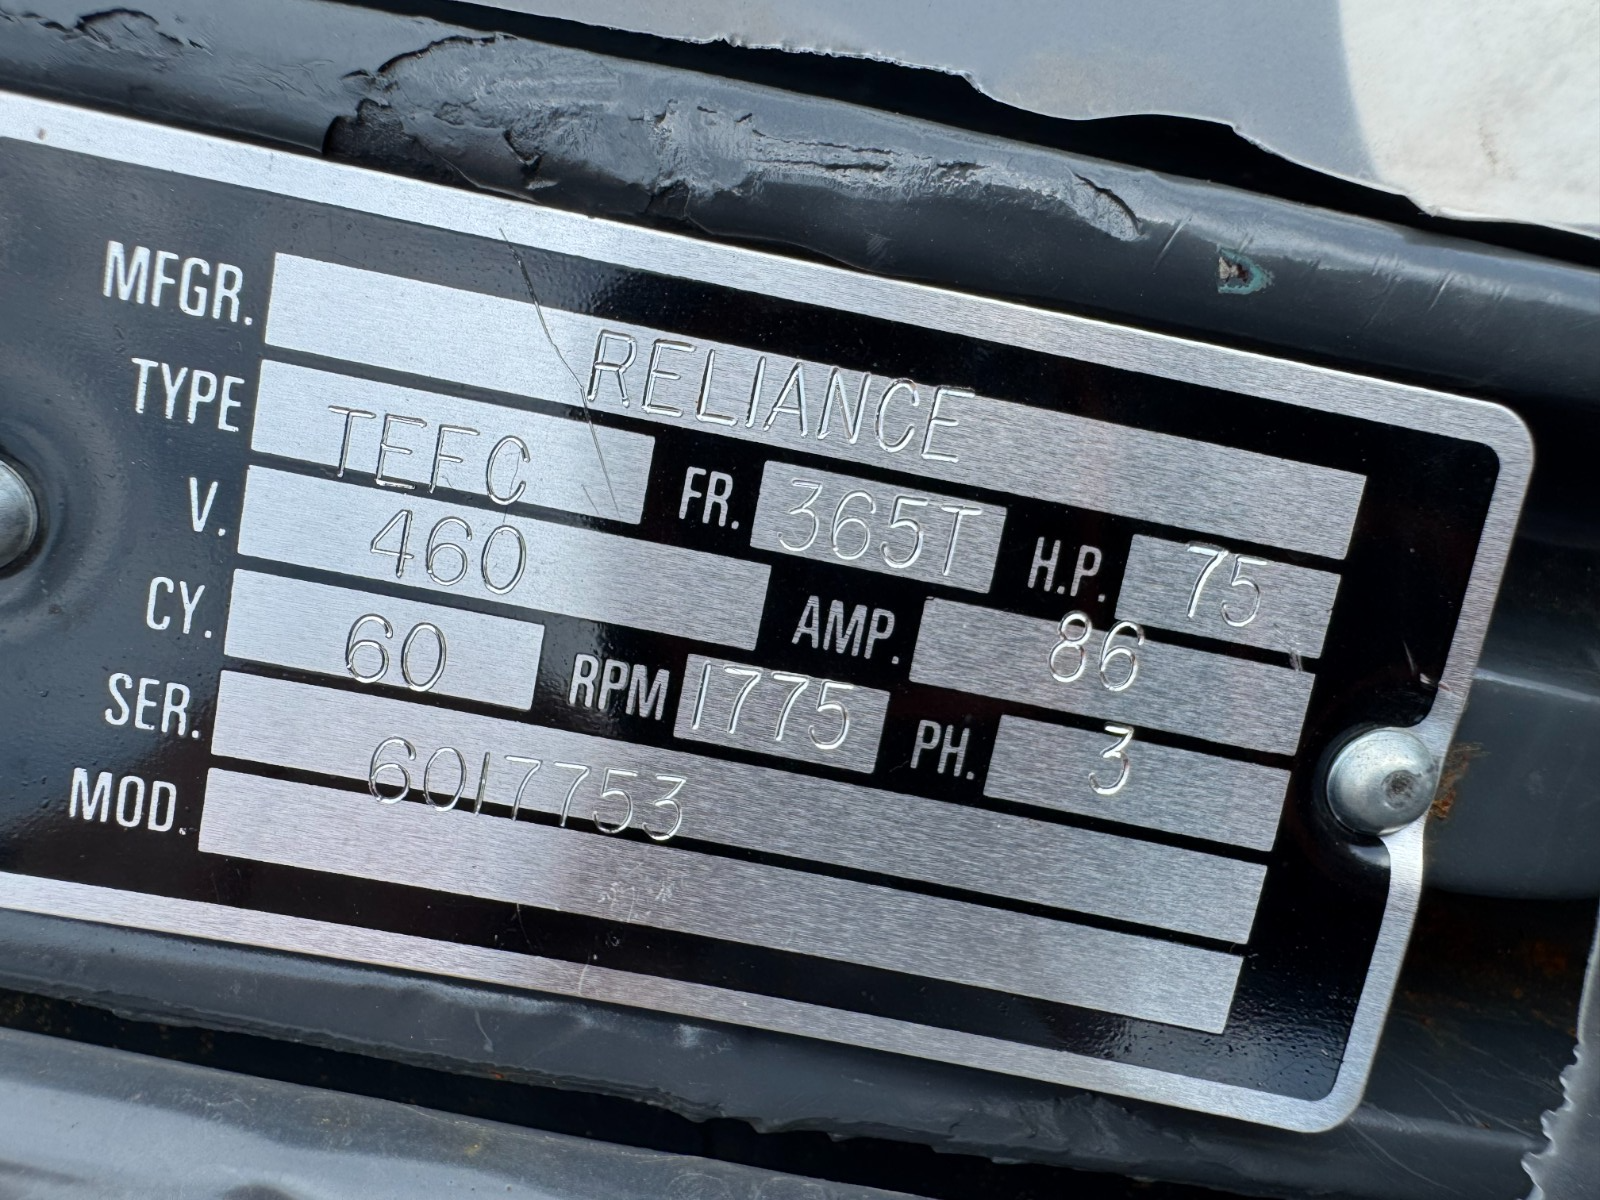 MFGR. RELIANCE
TYPE TEFC FR. 365T H.P. 75
V. 460 AMP. 86
CY. 60 RPM 1775 PH. 3
SER. 6017753
MOD.